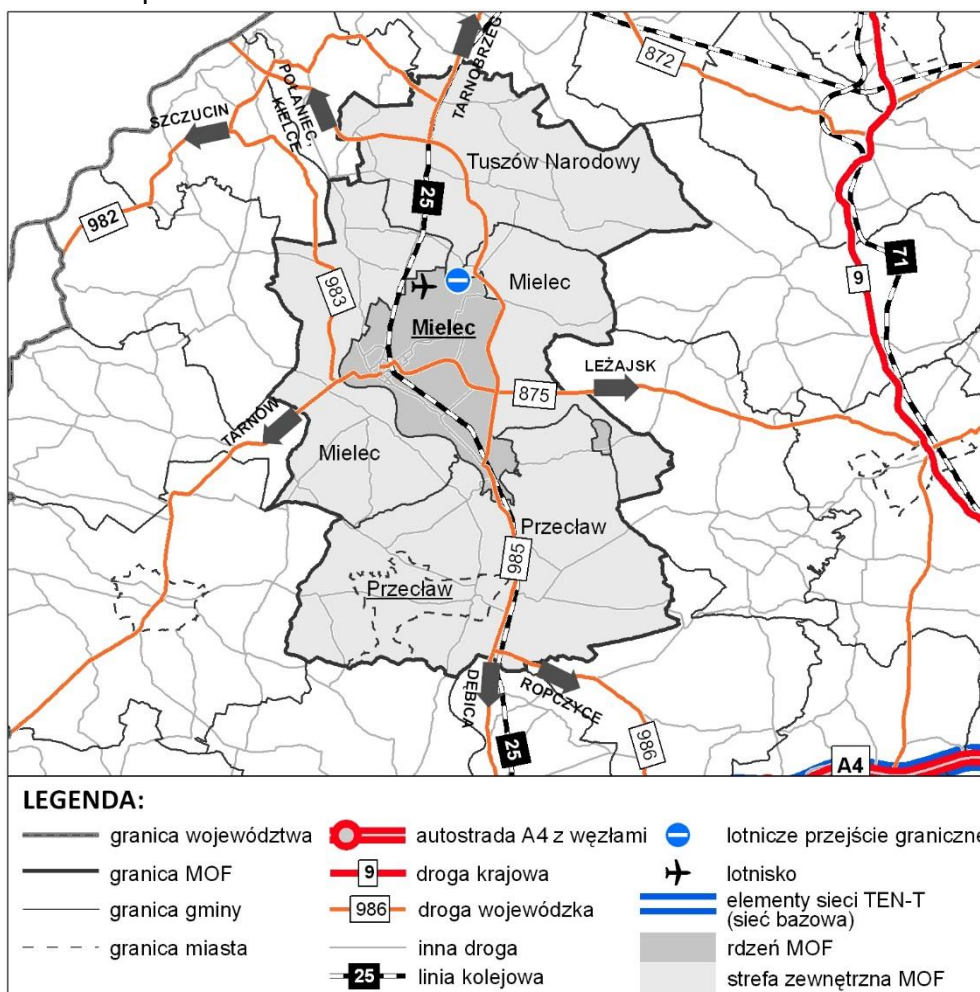 TARNOBRZEG
872
POŁANIEC,
KIELCE
SZCZUCIN
Tuszów Narodowy
25
982
71
9
983
Mielec
Mielec
LEŻAJSK
875
TARNÓW
Mielec
Przecław
985
Przecław
DĘBICA
ROPCZYCE
25
986
A4
LEGENDA:
granica województwa
granica MOF
granica gminy
granica miasta
autostrada A4 z węzłami
9 droga krajowa
986 droga wojewódzka
inna droga
25 linia kolejowa
lotnicze przejście graniczne
lotnisko
elementy sieci TEN-T
(sieć bazowa)
rdzeń MOF
strefa zewnętrzna MOF